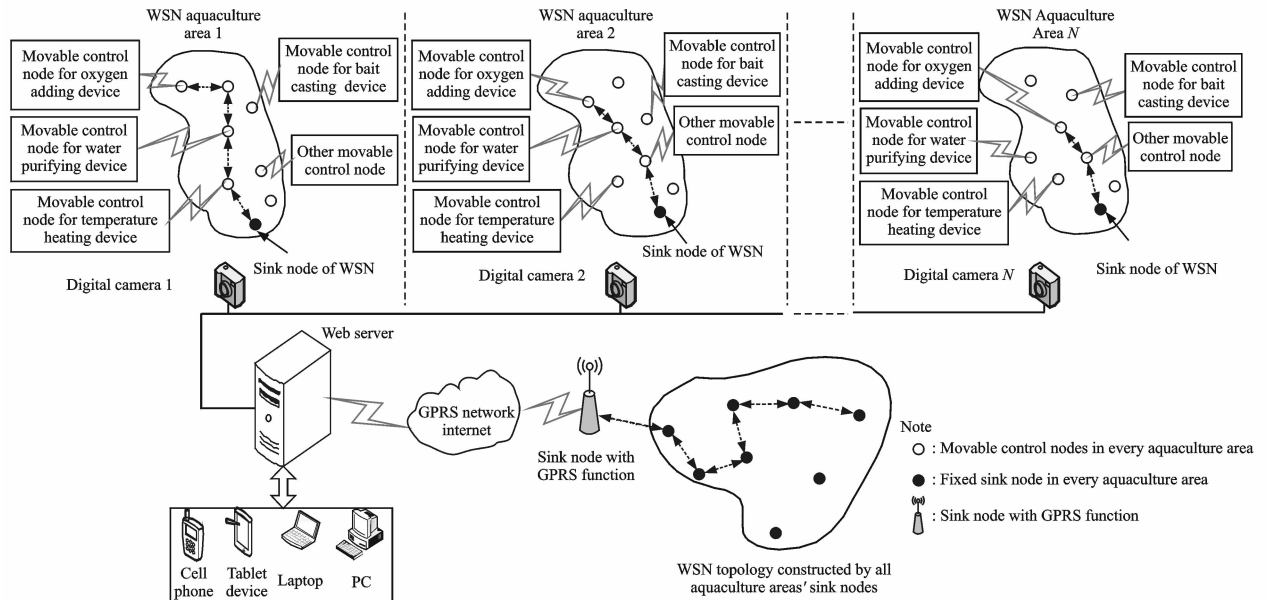 WSN aquaculture
area 1
Movable control
node for oxygen
adding device
Movable control
node for bait
casting device
Movable control
node for water
purifying device
Other movable
control node
Movable control
node for temperature
heating device
Sink node of WSN
Digital camera 1
WSN aquaculture
area 2
Movable control
node for oxygen
adding device
Movable control
node for bait
casting device
Movable control
node for water
purifying device
Other movable
control node
Movable control
node for temperature
heating device
Sink node of WSN
Digital camera 2
WSN Aquaculture
Area N
Movable control
node for oxygen
adding device
Movable control
node for bait
casting device
Movable control
node for water
purifying device
Other movable
control node
Movable control
node for temperature
heating device
Sink node of WSN
Digital camera N
Web server
GPRS network
internet
Sink node with
GPRS function
Note
: Movable control nodes in every aquaculture area
: Fixed sink node in every aquaculture area
: Sink node with GPRS function
WSN topology constructed by all
aquaculture areas' sink nodes
Cell
phone
Tablet
device
Laptop
PC